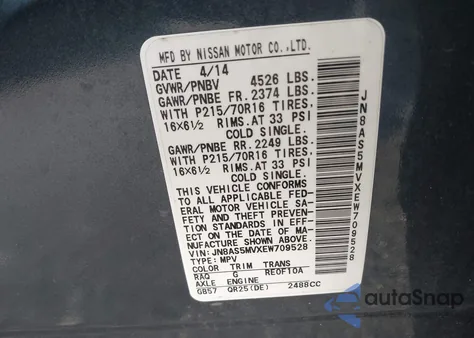 MFD BY NISSAN MOTOR CO.,LTD.
DATE 4/14
GVWR/PNBV 4526 LBS.
GAWR/PNBE FR. 2374 LBS.
WITH P215/70R16 TIRES,
16X6½ RIMS.AT 33 PSI
COLD SINGLE.
GAWR/PNBE RR. 2249 LBS.
WITH P215/70R16 TIRES,
16X6½ RIMS.AT 33 PSI
COLD SINGLE.
THIS VEHICLE CONFORMS
TO ALL APPLICABLE FED-
ERAL MOTOR VEHICLE SA-
FETY AND THEFT PREVEN-
TION STANDARDS IN EFF-
ECT ON THE DATE OF MAN-
UFACTURE SHOWN ABOVE.
VIN:JN8AS5MVXEW709528
TYPE:MPV
COLOR TRIM TRANS
RAQ G RE0F10A
AXLE ENGINE
GB57 QR25(DE) 2488CC
JN8AS5MVXEW709528
autoSnap